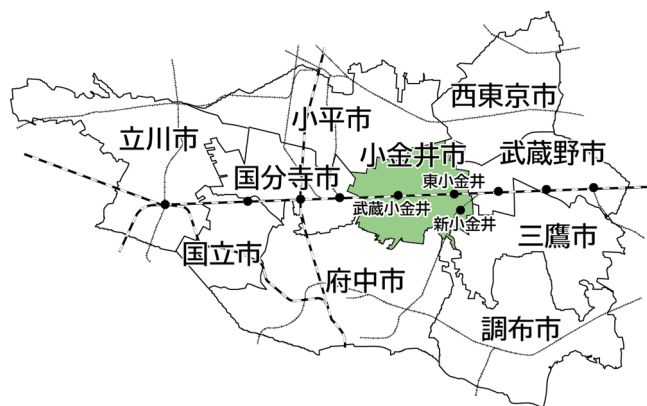 西東京市
小平市
立川市
小金井市
武蔵野市
国分寺市
東小金井
武蔵小金井
新小金井
三鷹市
国立市
府中市
調布市